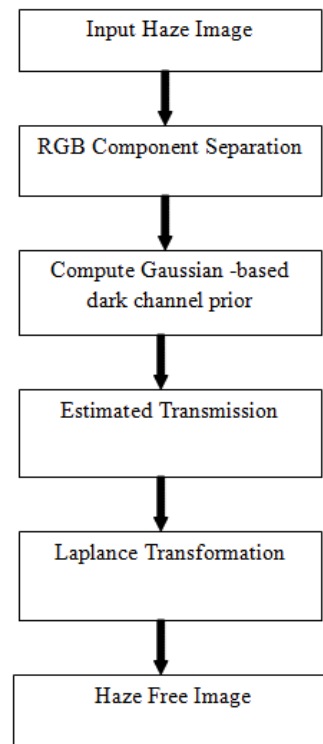 Input Haze Image
RGB Component Separation
Compute Gaussian -based
dark channel prior
Estimated Transmission
Laplance Transformation
Haze Free Image